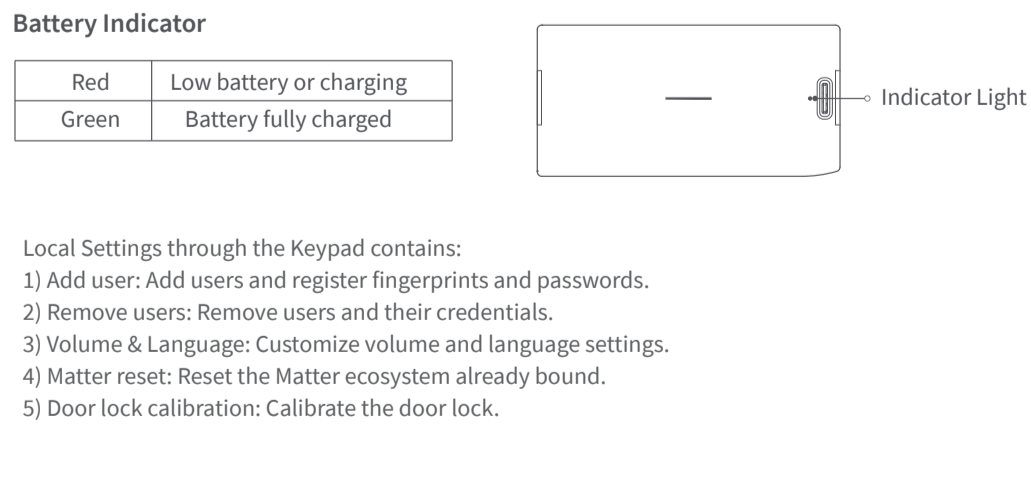 Battery Indicator
Red Low battery or charging
Green Battery fully charged
Indicator Light
Local Settings through the Keypad contains:
1) Add user: Add users and register fingerprints and passwords.
2) Remove users: Remove users and their credentials.
3) Volume & Language: Customize volume and language settings.
4) Matter reset: Reset the Matter ecosystem already bound.
5) Door lock calibration: Calibrate the door lock.